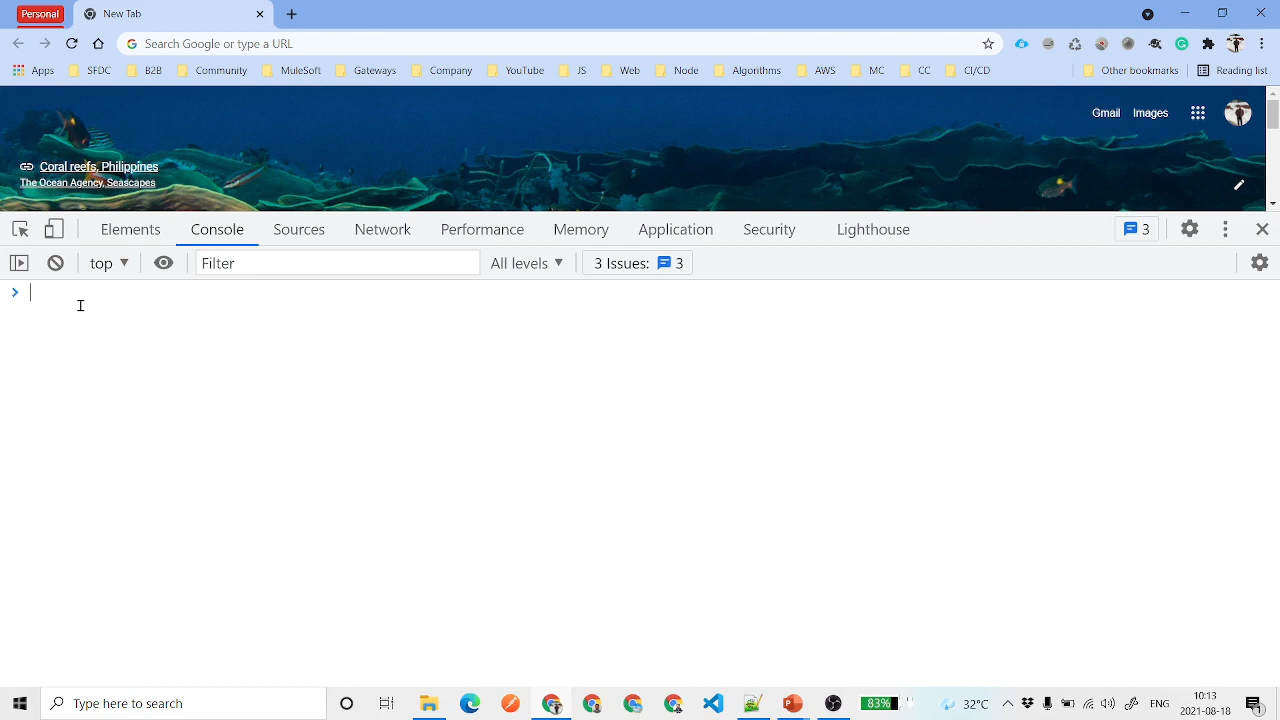 Personal
New Tab
Search Google or type a URL
Apps SFDC B2B Community MuleSoft Gateways Company YouTube JS Web Node Algorithms AWS MC CC CI/CD Other bookmarks Reading list
Gmail Images
Coral reefs, Philippines
The Ocean Agency, Seascapes
Elements Console Sources Network Performance Memory Application Security Lighthouse 3
top Filter All levels 3 Issues: 3
Type here to search
83%
32°C
ENG
10:13
2021-08-18
1